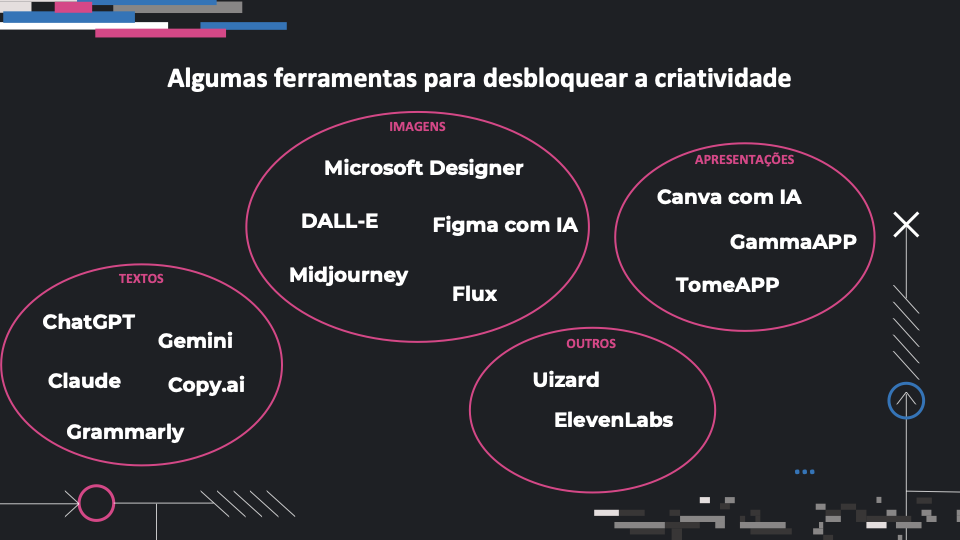 Algumas ferramentas para desbloquear a criatividade
IMAGENS
Microsoft Designer
DALL-E
Figma com IA
Midjourney
Flux
APRESENTAÇÕES
Canva com IA
GammaAPP
TomeAPP
TEXTOS
ChatGPT
Gemini
Claude
Copy.ai
Grammarly
OUTROS
Uizard
ElevenLabs